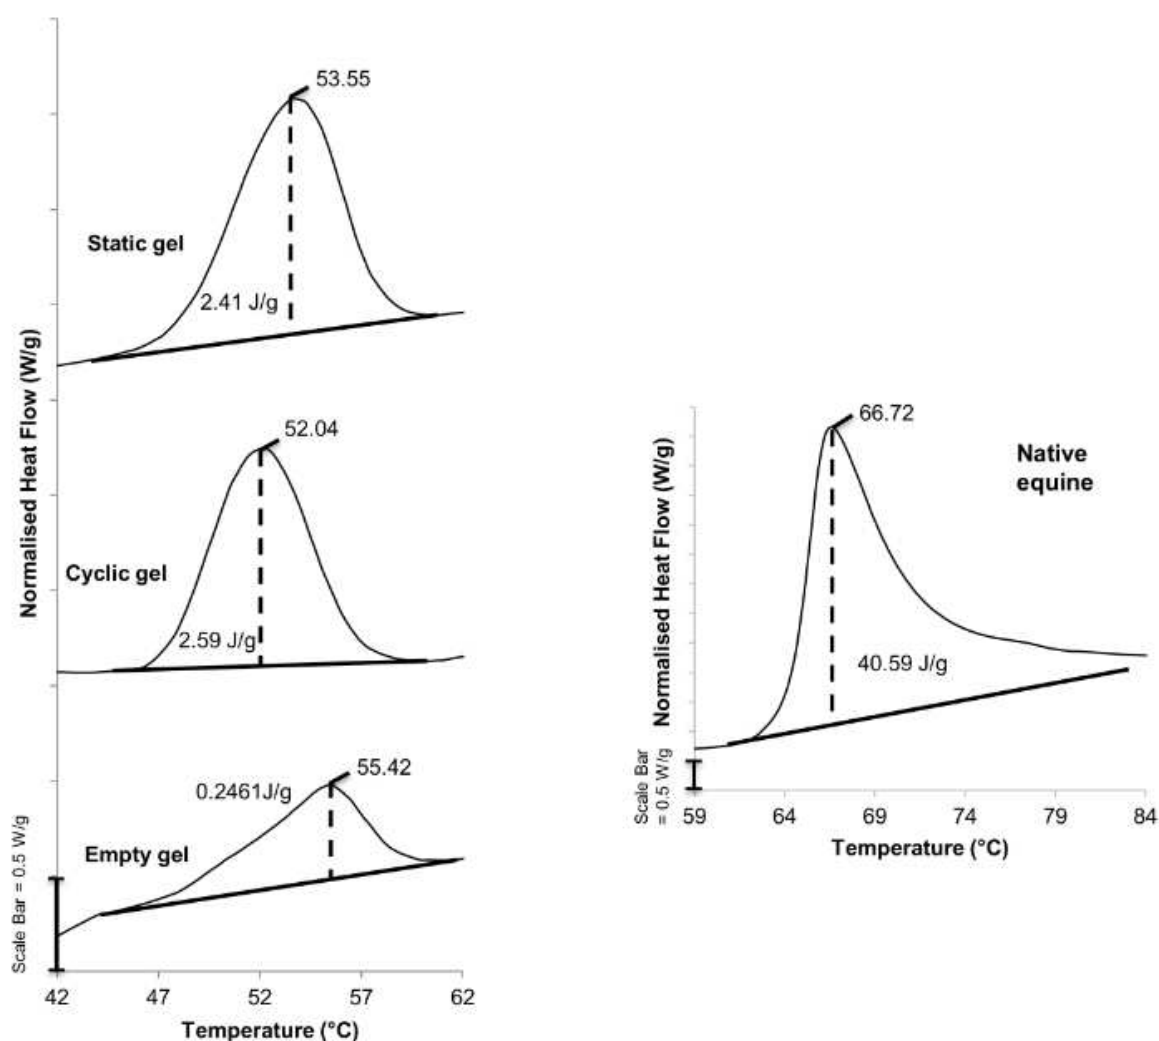 53.55
Static gel
2.41 J/g
Normalised Heat Flow (W/g)
52.04
Cyclic gel
2.59 J/g
55.42
0.2461J/g
Empty gel
Scale Bar = 0.5 W/g
42
47
52
57
62
Temperature (°C)
66.72
Native
equine
Normalised Heat Flow (W/g)
40.59 J/g
Scale Bar
= 0.5 W/g
59
64
69
74
79
84
Temperature (°C)